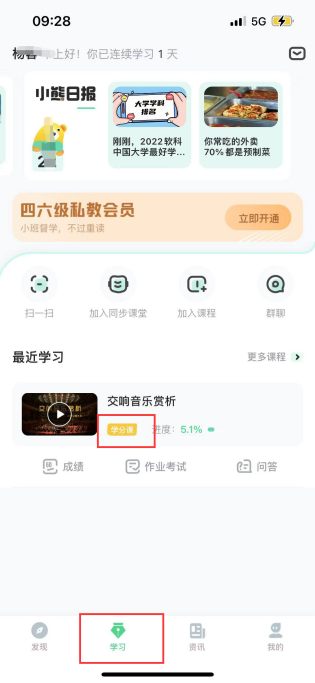 09:28
5G
上好！你已连续学习 1 天
小熊日报
大学学科
排名
刚刚，2022软科
中国大学最好学...
你常吃的外卖
70%都是预制菜
四六级私教会员
小班督学，不过重读
立即开通
扫一扫
加入同步课堂
加入课程
群聊
最近学习
更多课程
交响音乐赏析
学分课
进度：5.1%
成绩
作业考试
问答
发现
学习
资讯
我的